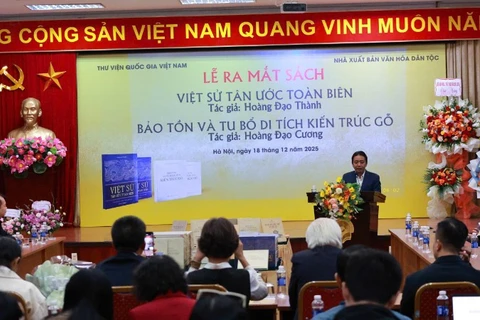 CỘNG SẢN VIỆT NAM QUANG VINH MUÔN NĂM
THƯ VIỆN QUỐC GIA VIỆT NAM
NHÀ XUẤT BẢN VĂN HÓA DÂN TỘC
LỄ RA MẮT SÁCH
VIỆT SỬ TÂN ƯỚC TOÀN BIÊN
Tác giả: Hoàng Đạo Thành
BẢO TỒN VÀ TU BỔ DI TÍCH KIẾN TRÚC GỖ
Tác giả: Hoàng Đạo Cương
Hà Nội, ngày 18 tháng 12 năm 2025
VIỆT SỬ